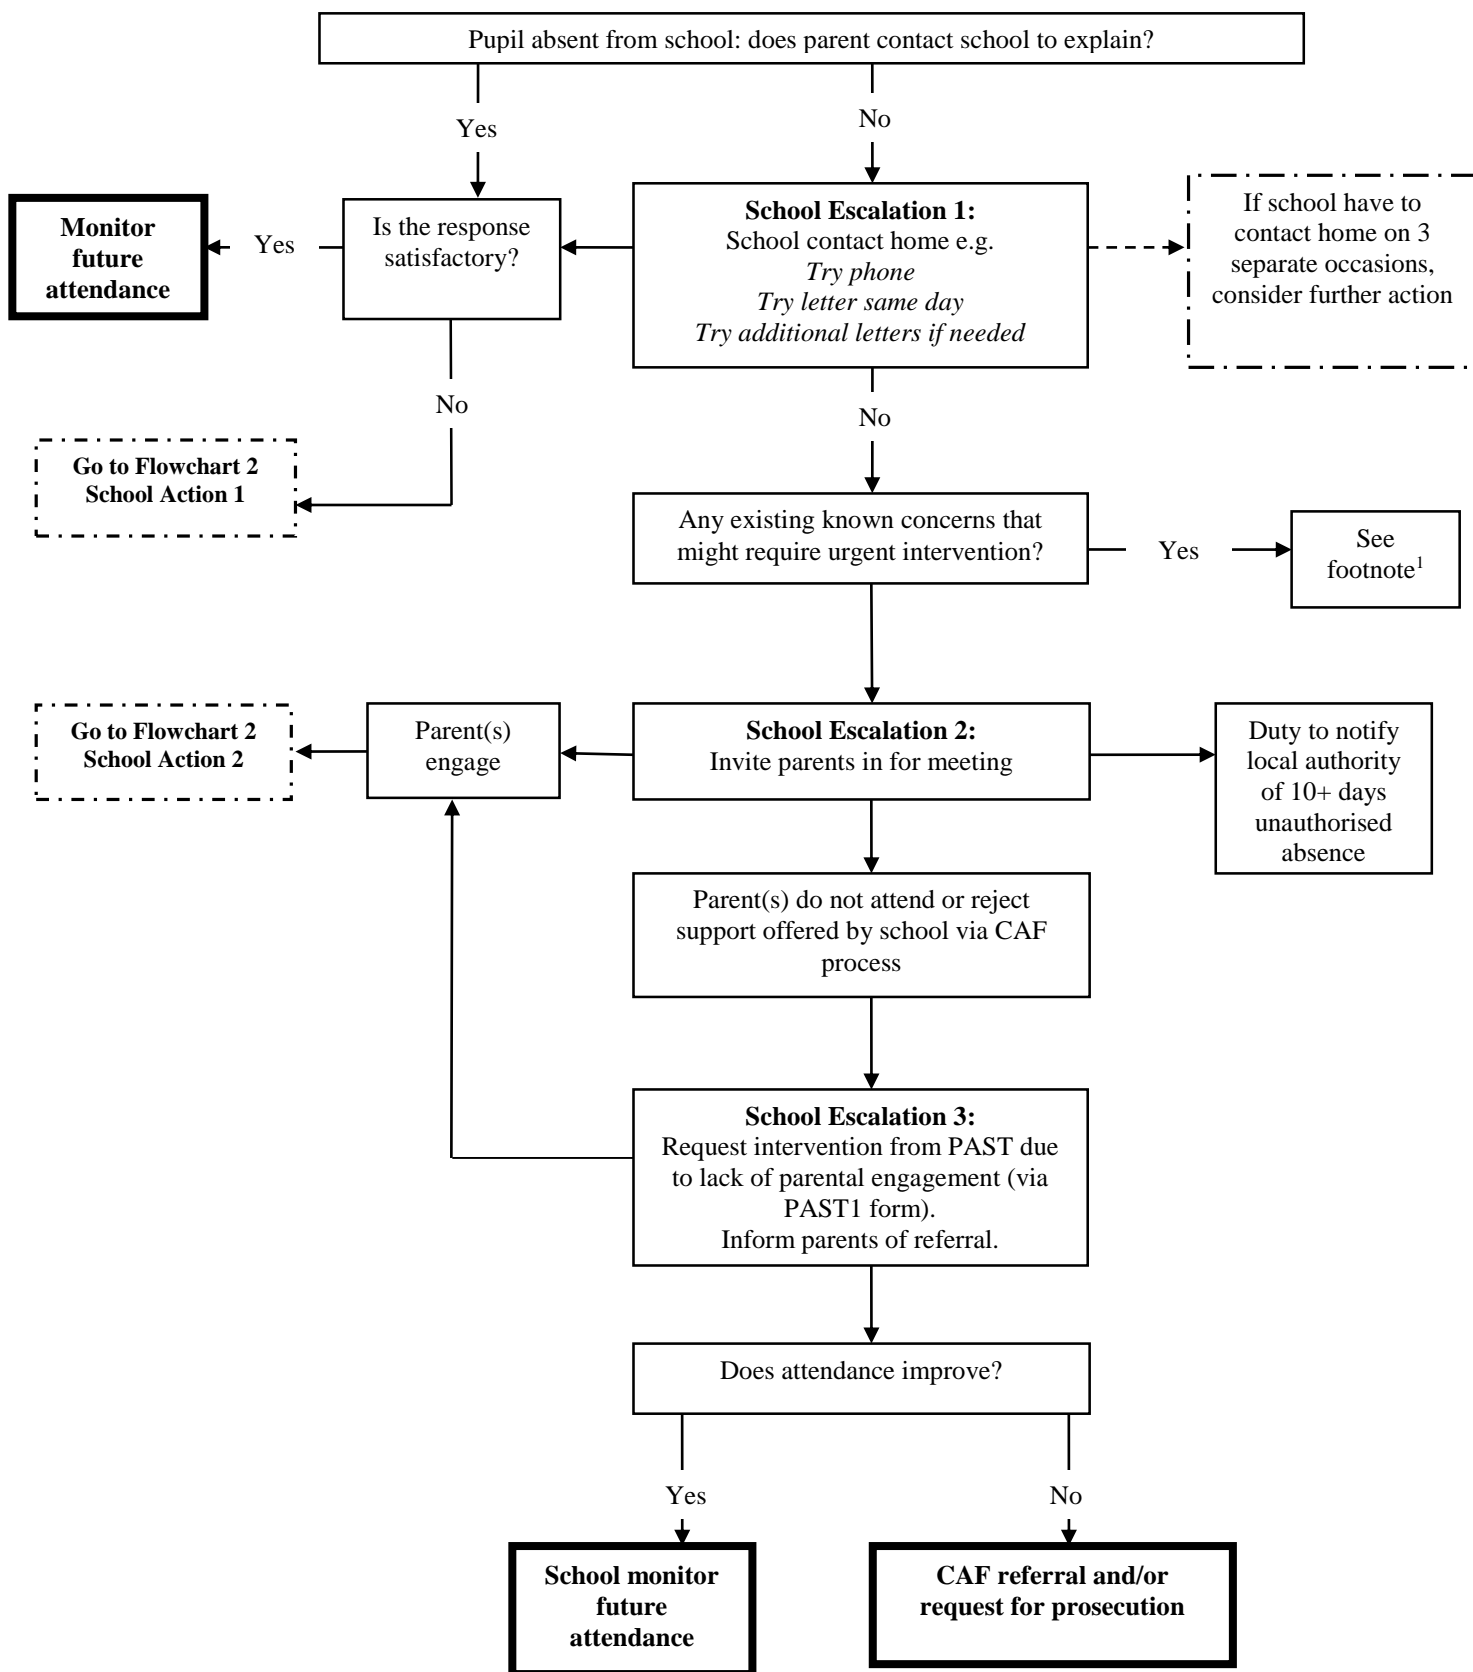 Pupil absent from school: does parent contact school to explain?
Yes
No
Monitor
future
attendance
Yes
Is the response
satisfactory?
School Escalation 1:
School contact home e.g.
Try phone
Try letter same day
Try additional letters if needed
If school have to
contact home on 3
separate occasions,
consider further action
No
No
Go to Flowchart 2
School Action 1
Any existing known concerns that
might require urgent intervention?
Yes
See
footnote1
Go to Flowchart 2
School Action 2
Parent(s)
engage
School Escalation 2:
Invite parents in for meeting
Duty to notify
local authority
of 10+ days
unauthorised
absence
Parent(s) do not attend or reject
support offered by school via CAF
process
School Escalation 3:
Request intervention from PAST due
to lack of parental engagement (via
PAST1 form).
Inform parents of referral.
Does attendance improve?
Yes
No
School monitor
future
attendance
CAF referral and/or
request for prosecution